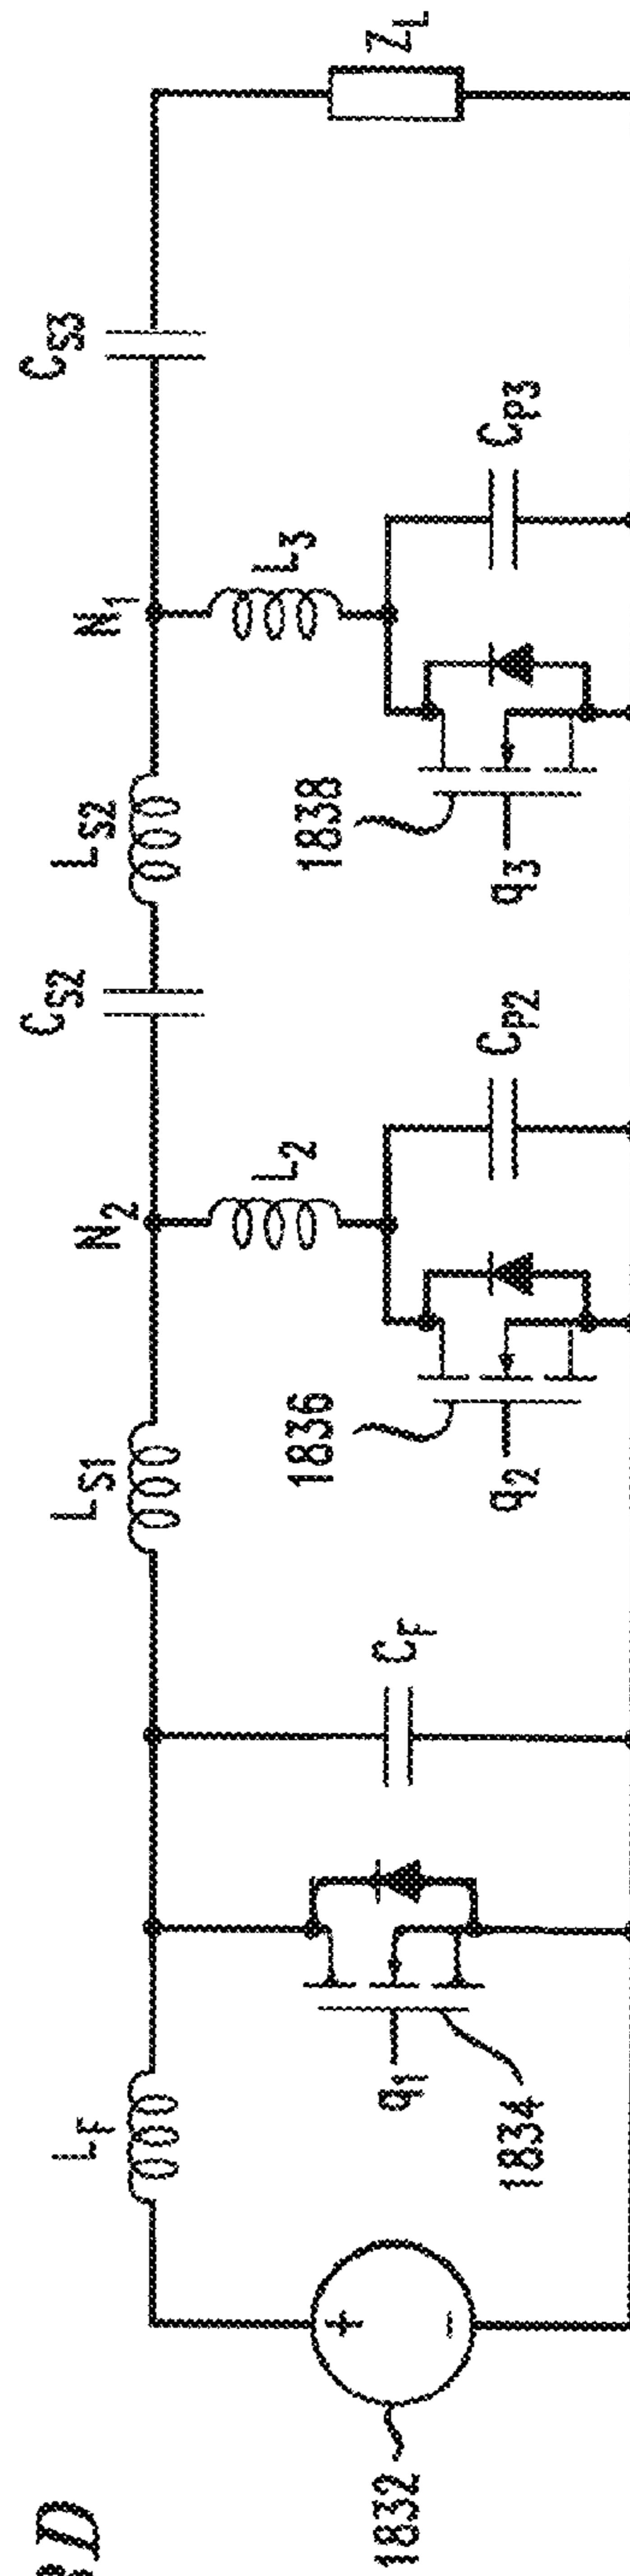 L_F
L_S1
N_2
C_S2
L_S2
N_1
C_S3
L_2
L_3
1836
1838
q_1
C_F
q_2
C_P2
q_3
C_P3
Z_L
1832
1834
D